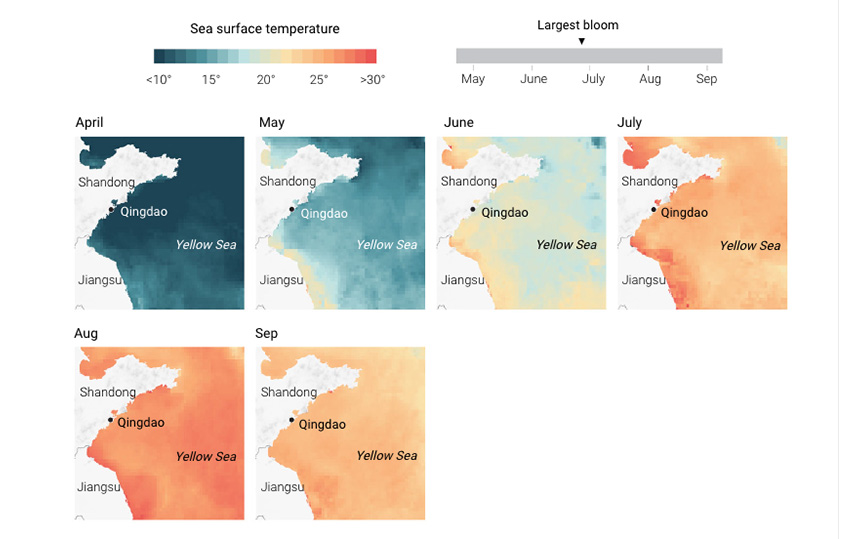 Sea surface temperature
<10° 15° 20° 25° >30°
Largest bloom
May June July Aug Sep
April
Shandong
Qingdao
Yellow Sea
Jiangsu
May
Shandong
Qingdao
Yellow Sea
Jiangsu
June
Shandong
Qingdao
Yellow Sea
Jiangsu
July
Shandong
Qingdao
Yellow Sea
Jiangsu
Aug
Shandong
Qingdao
Yellow Sea
Jiangsu
Sep
Shandong
Qingdao
Yellow Sea
Jiangsu